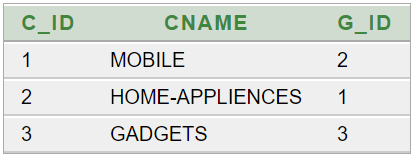 C_ID CNAME G_ID
1 MOBILE 2
2 HOME-APPLIENCES 1
3 GADGETS 3